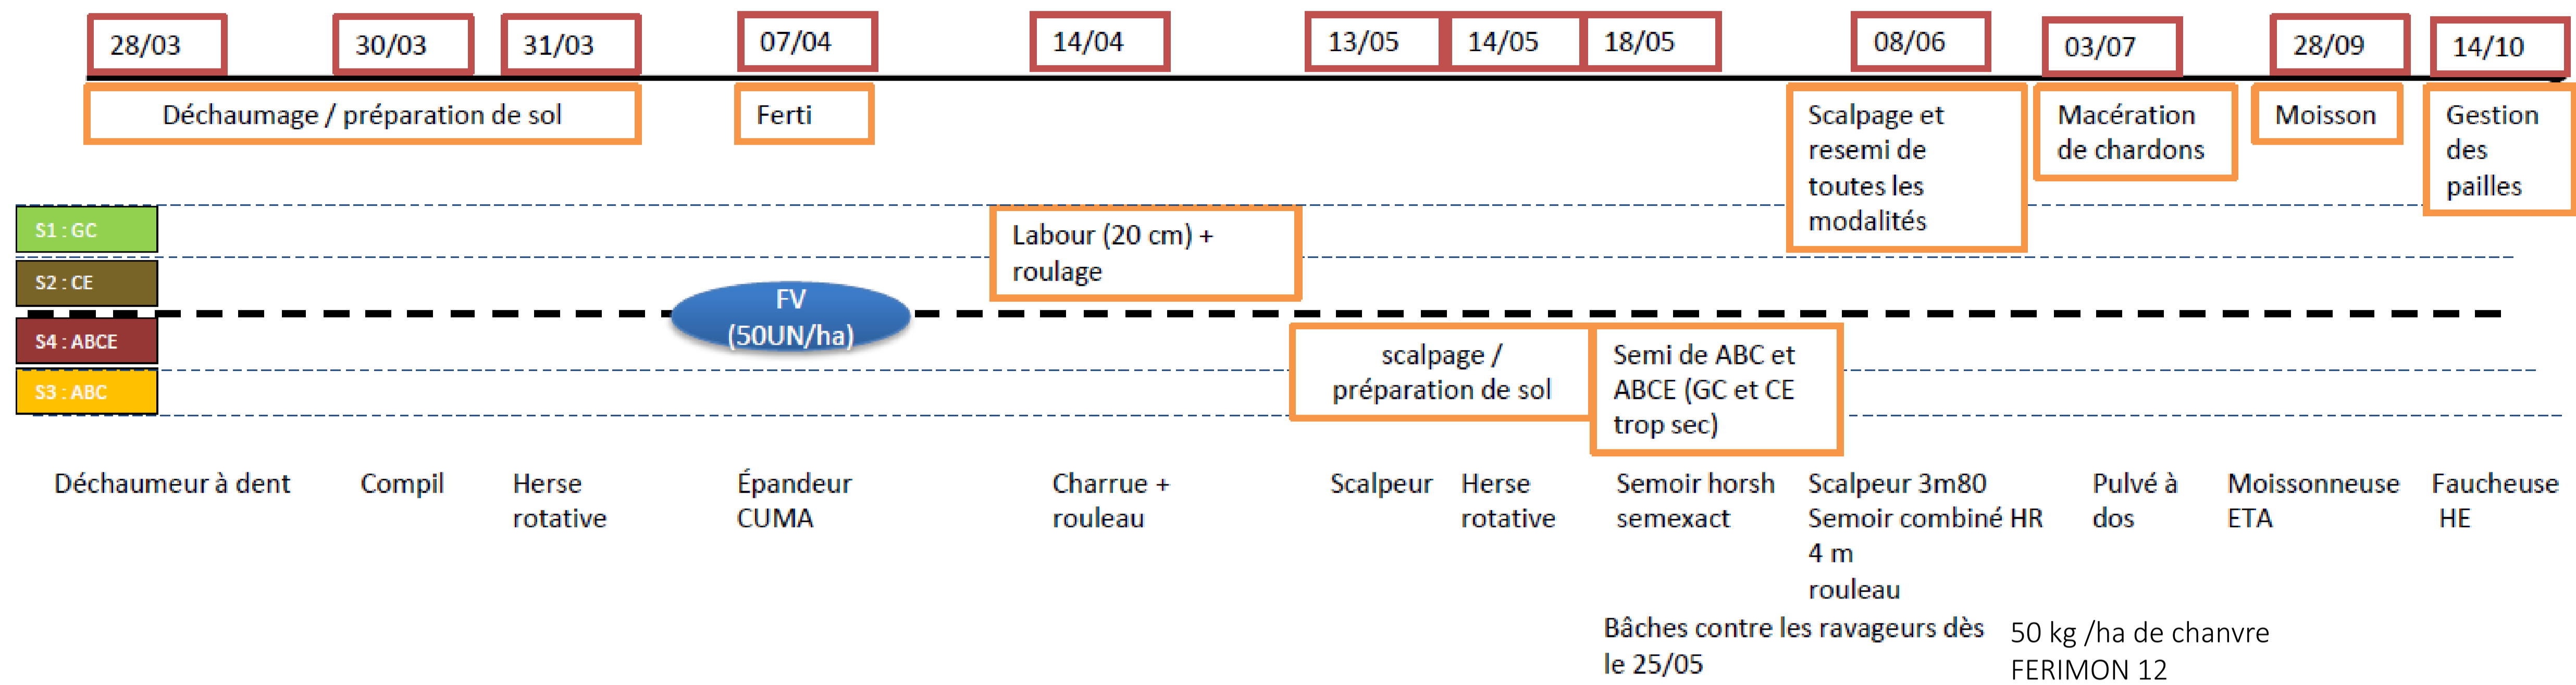 28/03
30/03
31/03
07/04
14/04
13/05
14/05
18/05
08/06
03/07
28/09
14/10
Déchaumage / préparation de sol
Ferti
Scalpage et
resemi de
toutes les
modalités
Macération
de chardons
Moisson
Gestion
des
pailles
S1 : GC
S2 : CE
S4 : ABCE
S3 : ABC
FV
(50UN/ha)
Labour (20 cm) +
roulage
scalpage /
préparation de sol
Semi de ABC et
ABCE (GC et CE
trop sec)
Déchaumeur à dent
Compil
Herse
rotative
Épandeur
CUMA
Charrue +
rouleau
Scalpeur
Herse
rotative
Semoir horsh
semexact
Scalpeur 3m80
Semoir combiné HR
4 m
rouleau
Pulvé à
dos
Moissonneuse
ETA
Faucheuse
HE
Bâches contre les ravageurs dès
le 25/05
50 kg /ha de chanvre
FERIMON 12